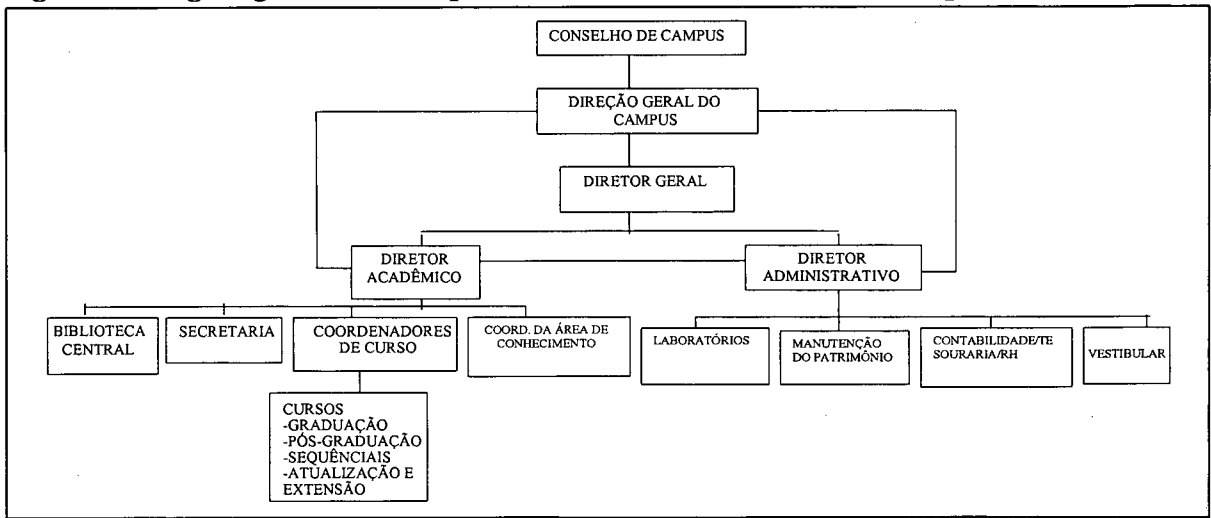 CONSELHO DE CAMPUS
DIREÇÃO GERAL DO
CAMPUS
DIRETOR GERAL
DIRETOR
ACADÊMICO
DIRETOR
ADMINISTRATIVO
BIBLIOTECA
CENTRAL
SECRETARIA
COORDENADORES
DE CURSO
COORD. DA ÁREA DE
CONHECIMENTO
LABORATÓRIOS
MANUTENÇÃO
DO PATRIMÔNIO
CONTABILIDADE/TE
SOURARIA/RH
VESTIBULAR
CURSOS
-GRADUAÇÃO
-PÓS-GRADUAÇÃO
-SEQUÊNCIAIS
-ATUALIZAÇÃO E
EXTENSÃO